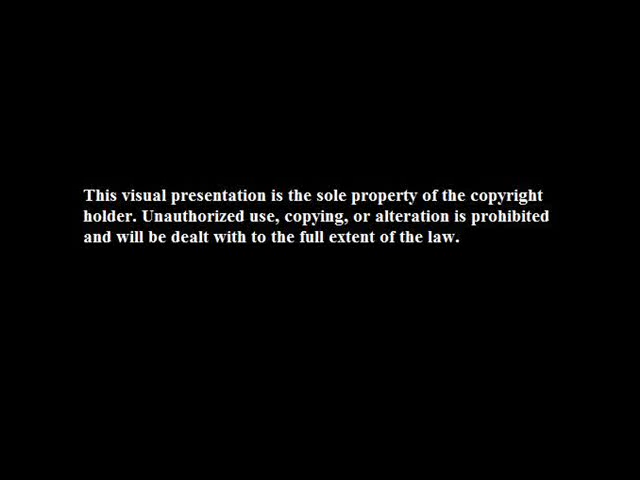 This visual presentation is the sole property of the copyright
holder. Unauthorized use, copying, or alteration is prohibited
and will be dealt with to the full extent of the law.